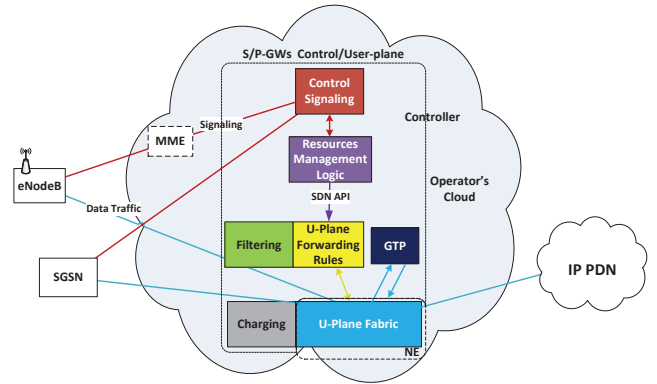 S/P-GWs Control/User-plane
Control
Signaling
Signaling
Controller
MME
Resources
Management
Logic
eNodeB
Operator's
Cloud
SDN API
Data Traffic
Filtering
U-Plane
Forwarding
Rules
GTP
SGSN
IP PDN
Charging
U-Plane Fabric
NE